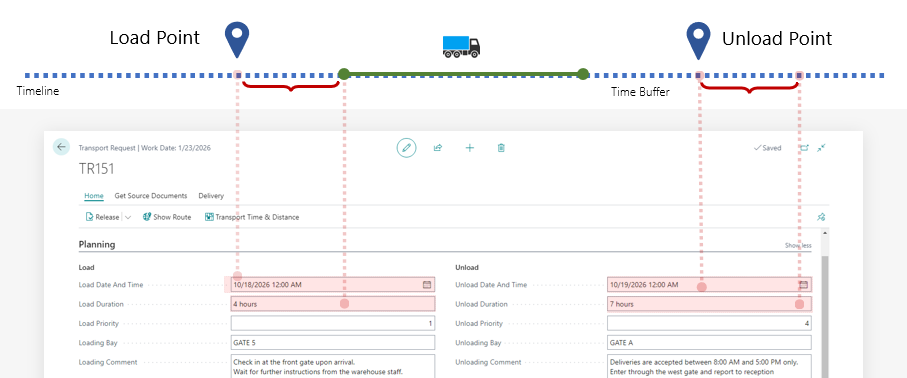 Load Point
Unload Point
Timeline
Time Buffer
Transport Request | Work Date: 1/23/2026
Saved
TR151
Home Get Source Documents Delivery
Release Show Route Transport Time & Distance
Planning
Show less
Load
Unload
Load Date And Time 10/18/2026 12:00 AM
Unload Date And Time 10/19/2026 12:00 AM
Load Duration 4 hours
Unload Duration 7 hours
Load Priority 1
Unload Priority 4
Loading Bay GATE 5
Unloading Bay GATE A
Loading Comment Check in at the front gate upon arrival.
Wait for further instructions from the warehouse staff.
Unloading Comment Deliveries are accepted between 8:00 AM and 5:00 PM only.
Enter through the west gate and report to reception